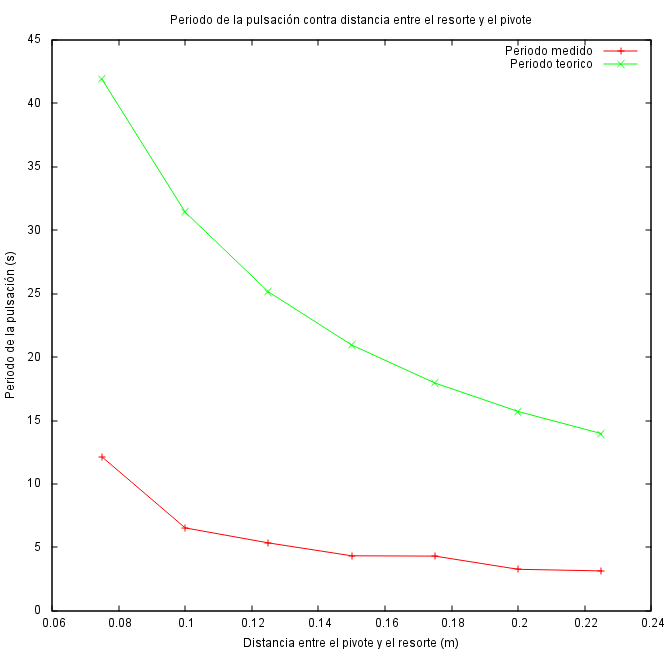 Periodo de la pulsación contra distancia entre el resorte y el pivote
45
40
35
30
25
20
15
10
5
0
Periodo de la pulsación (s)
Periodo medido
Periodo teorico
0.06 0.08 0.1 0.12 0.14 0.16 0.18 0.2 0.22 0.24
Distancia entre el pivote y el resorte (m)